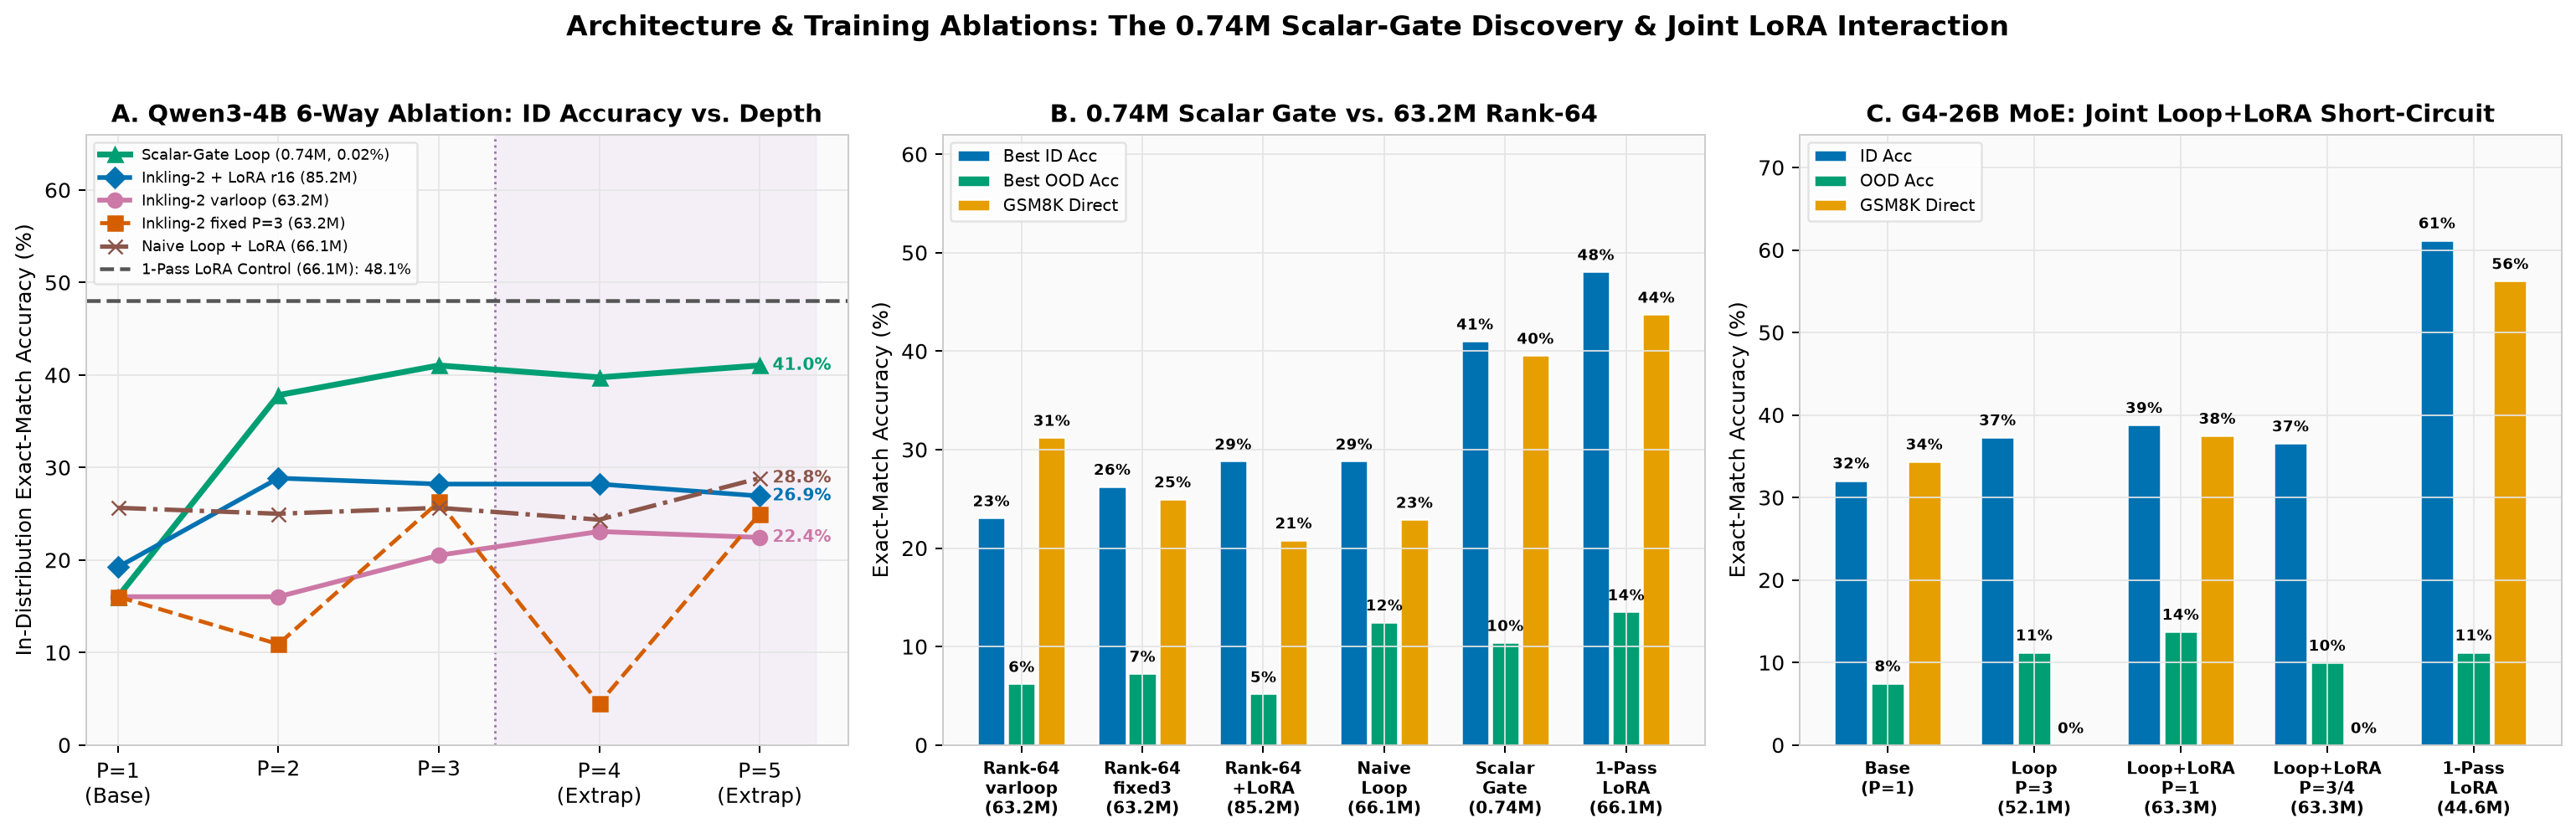 Architecture & Training Ablations: The 0.74M Scalar-Gate Discovery & Joint LoRA Interaction
A. Qwen3-4B 6-Way Ablation: ID Accuracy vs. Depth
In-Distribution Exact-Match Accuracy (%)
60
50
40
30
20
10
0
Scalar-Gate Loop (0.74M, 0.02%)
Inkling-2 + LoRA r16 (85.2M)
Inkling-2 varloop (63.2M)
Inkling-2 fixed P=3 (63.2M)
Naive Loop + LoRA (66.1M)
1-Pass LoRA Control (66.1M): 48.1%
41.0%
28.8%
26.9%
22.4%
P=1
(Base)
P=2
P=3
P=4
(Extrap)
P=5
(Extrap)
B. 0.74M Scalar Gate vs. 63.2M Rank-64
Exact-Match Accuracy (%)
60
50
40
30
20
10
0
Best ID Acc
Best OOD Acc
GSM8K Direct
23%
6%
31%
26%
7%
25%
29%
5%
21%
29%
12%
23%
41%
10%
40%
48%
14%
44%
Rank-64
varloop
(63.2M)
Rank-64
fixed3
(63.2M)
Rank-64
+LoRA
(85.2M)
Naive
Loop
(66.1M)
Scalar
Gate
(0.74M)
1-Pass
LoRA
(66.1M)
C. G4-26B MoE: Joint Loop+LoRA Short-Circuit
Exact-Match Accuracy (%)
70
60
50
40
30
20
10
0
ID Acc
OOD Acc
GSM8K Direct
32%
8%
34%
37%
11%
0%
39%
14%
38%
37%
10%
0%
61%
11%
56%
Base
(P=1)
Loop
P=3
(52.1M)
Loop+LoRA
P=1
(63.3M)
Loop+LoRA
P=3/4
(63.3M)
1-Pass
LoRA
(44.6M)